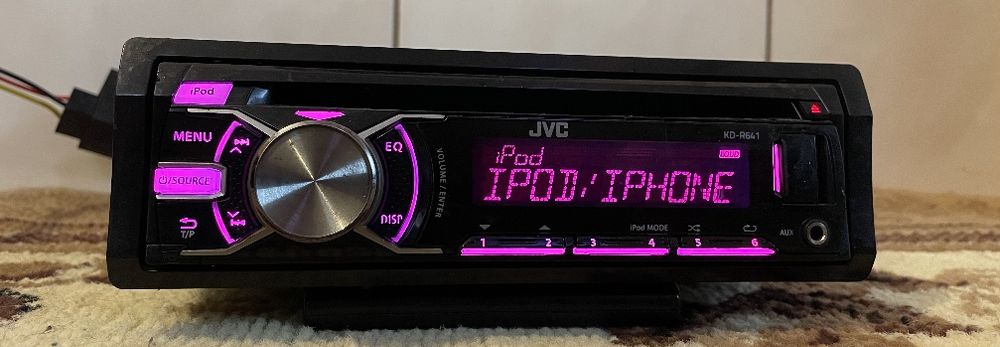 iPod
MENU
⏻/SOURCE
T/P
EQ
DISP
VOLUME / ENTER
JVC
KD-R641
iPod
LOUD
IPOD/IPHONE
iPod MODE
1 2 3 4 5 6
AUX